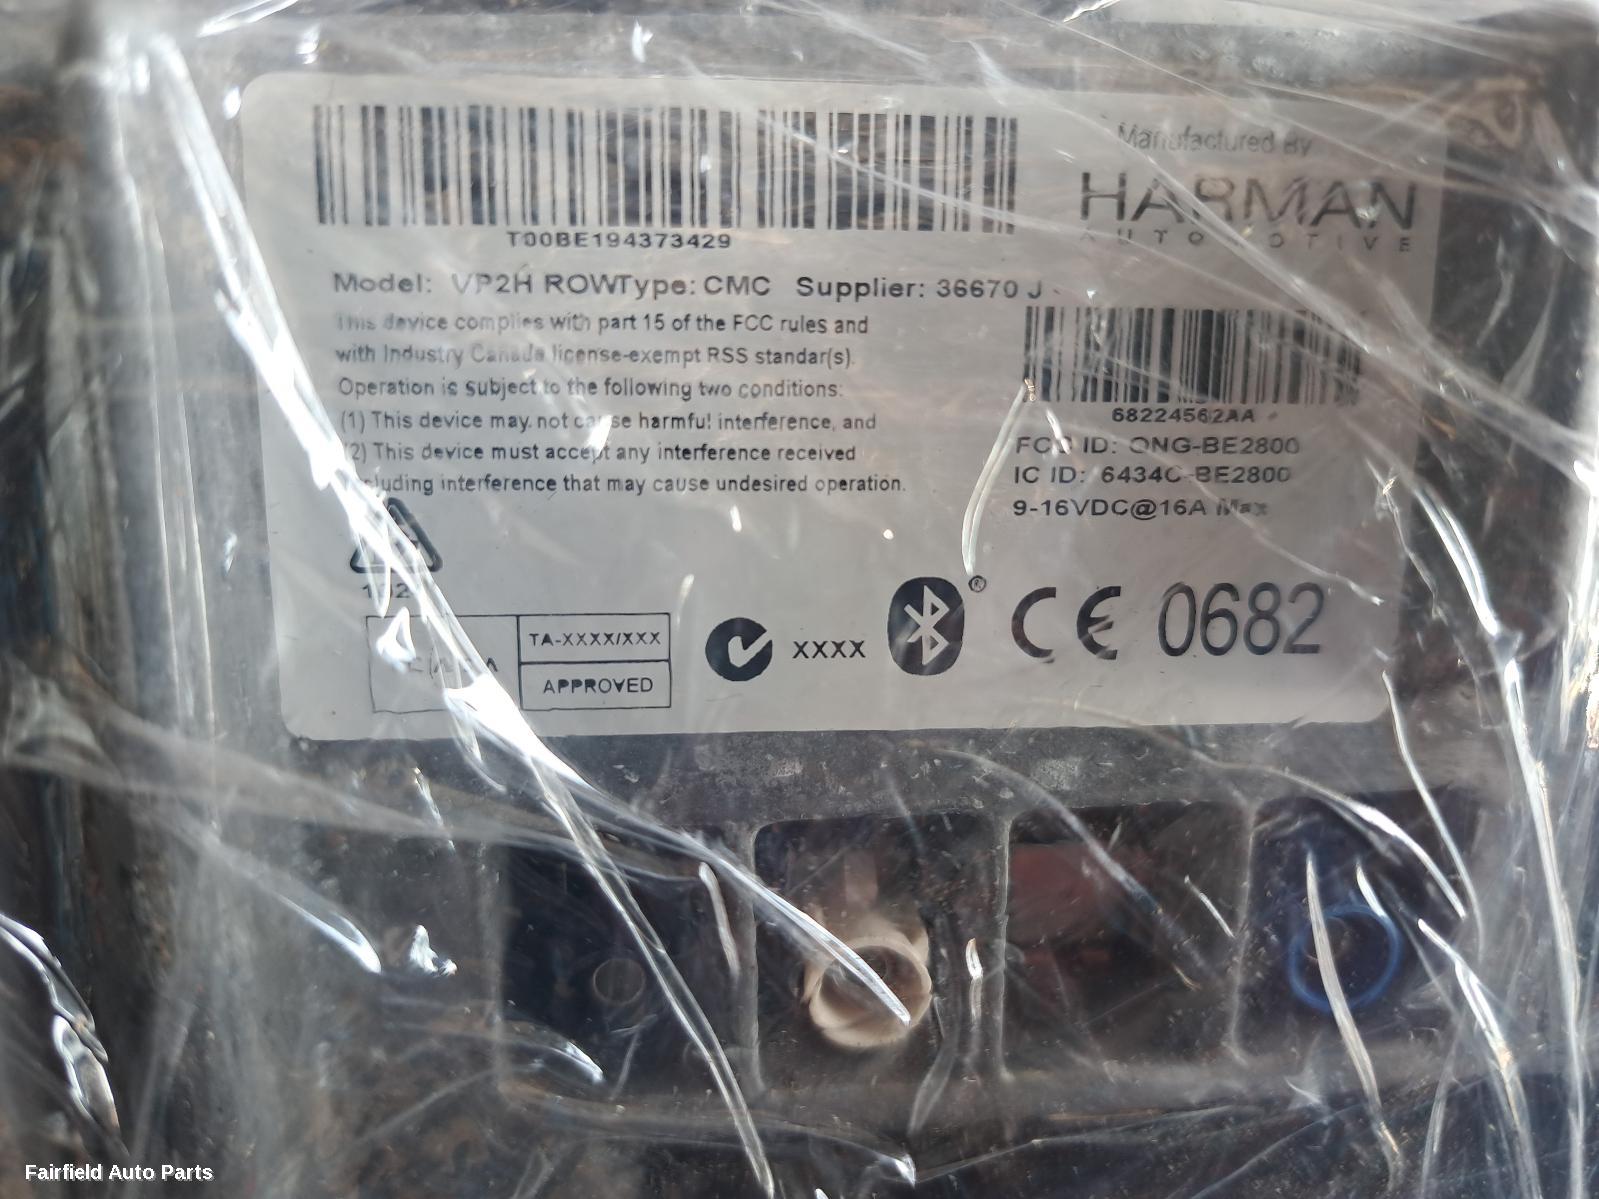 Manufactured By
HARMAN
AUTOMOTIVE
T00BE194373429
Model: VP2H ROWType: CMC Supplier: 36670 J
This device complies with part 15 of the FCC rules and
with Industry Canada license-exempt RSS standar(s).
Operation is subject to the following two conditions:
(1) This device may not cause harmful interference, and
(2) This device must accept any interference received
including interference that may cause undesired operation.
68224562AA
FCC ID: QNG-BE2800
IC ID: 6434C-BE2800
9-16VDC@16A Max
TA-XXXX/XXX
APPROVED
XXXX
® CE 0682
Fairfield Auto Parts